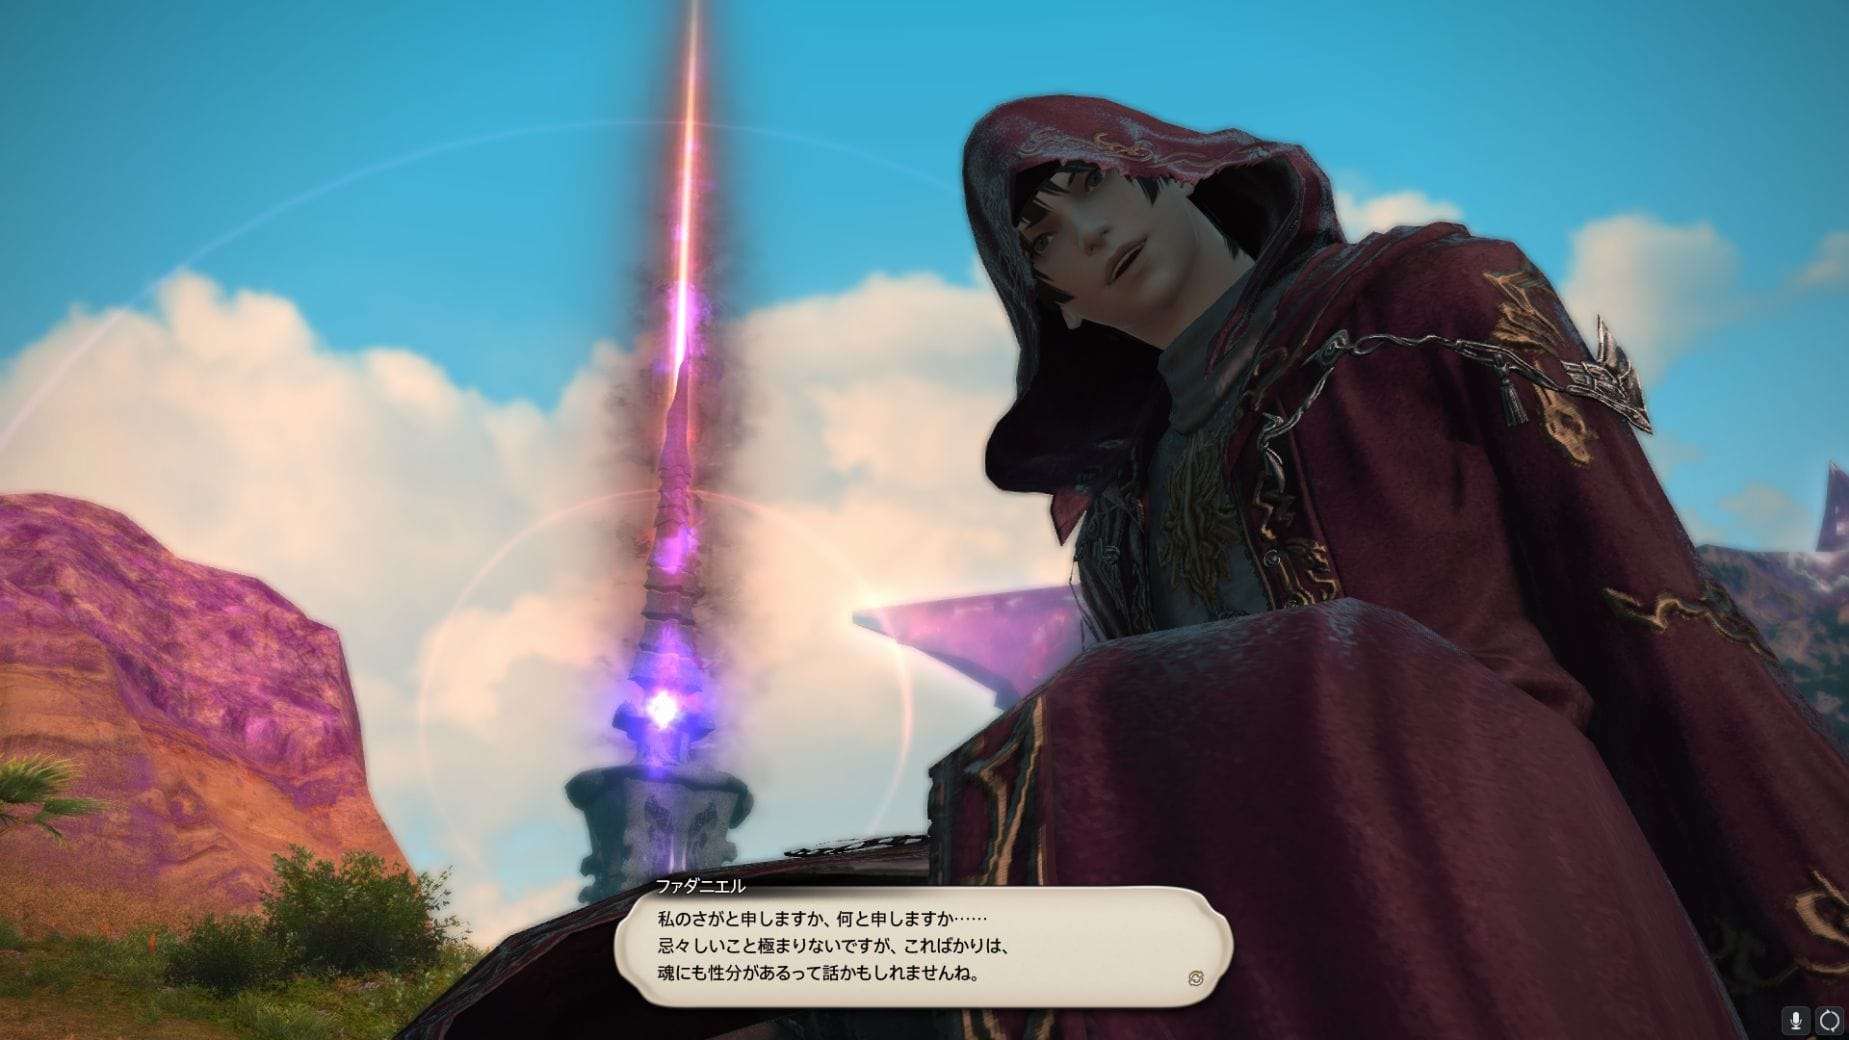 ファダニエル
私のさがと申しますか、何と申しますか……
忌々しいこと極まりないですが、こればかりは、
魂にも性分があるって話かもしれませんね。